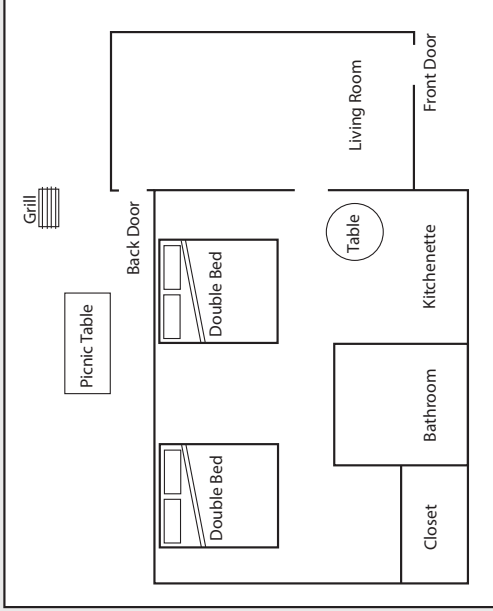 Grill
Picnic Table
Back Door
Living Room
Front Door
Double Bed
Double Bed
Table
Kitchenette
Bathroom
Closet